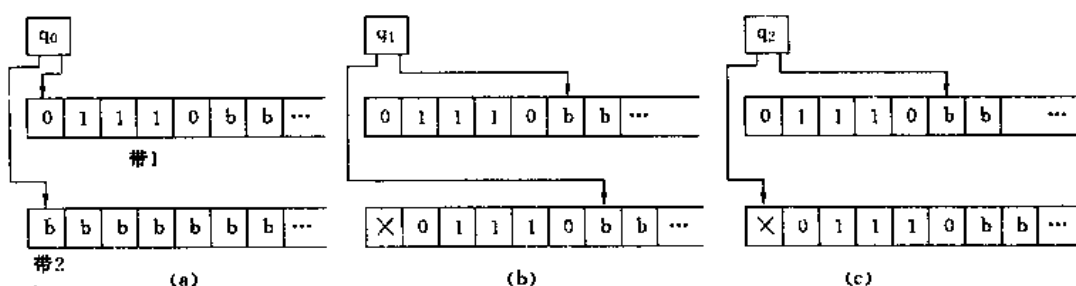 q₀ q₁ q₂
0 1 1 1 0 b b ··· 0 1 1 1 0 b b ··· 0 1 1 1 0 b b ···
带1
b b b b b b b ··· × 0 1 1 1 0 b b ··· × 0 1 1 1 0 b b ···
带2 (a) (b) (c)